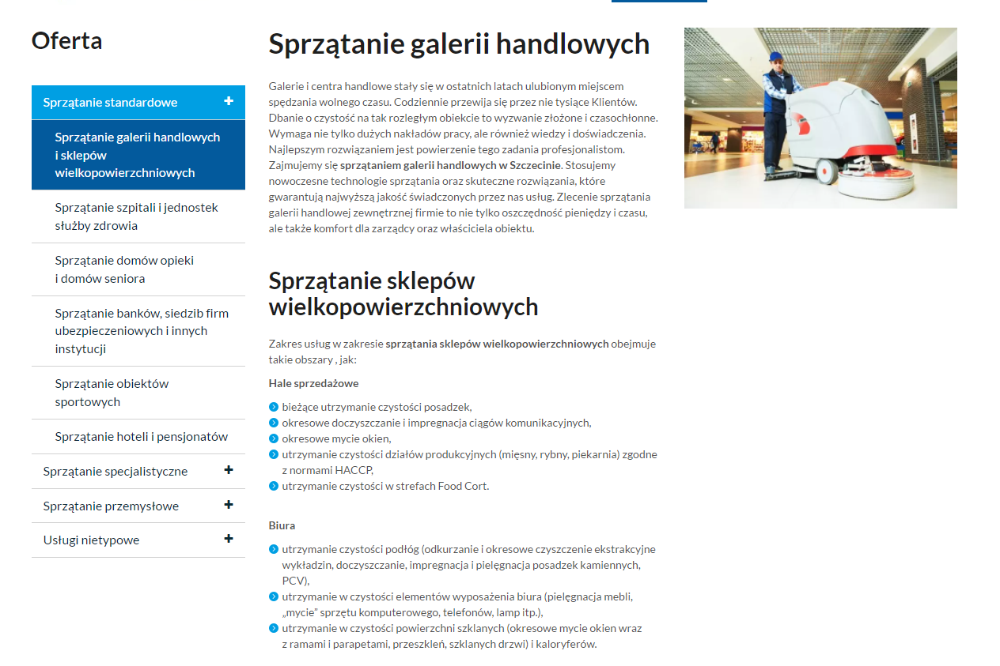 Oferta
Sprzątanie standardowe
Sprzątanie galerii handlowych
i sklepów
wielkopowierzchniowych
Sprzątanie szpitali i jednostek
służby zdrowia
Sprzątanie domów opieki
i domów seniora
Sprzątanie banków, siedzib firm
ubezpieczeniowych i innych
instytucji
Sprzątanie obiektów
sportowych
Sprzątanie hoteli i pensjonatów
Sprzątanie specjalistyczne
Sprzątanie przemysłowe
Usługi nietypowe
Sprzątanie galerii handlowych
Galerie i centra handlowe stały się w ostatnich latach ulubionym miejscem
spędzania wolnego czasu. Codziennie przewija się przez nie tysiące Klientów.
Dbanie o czystość na tak rozległym obiekcie to wyzwanie złożone i czasochłonne.
Wymaga nie tylko dużych nakładów pracy, ale również wiedzy i doświadczenia.
Najlepszym rozwiązaniem jest powierzenie tego zadania profesjonalistom.
Zajmujemy się sprzątaniem galerii handlowych w Szczecinie. Stosujemy
nowoczesne technologie sprzątania oraz skuteczne rozwiązania, które
gwarantują najwyższą jakość świadczonych przez nas usług. Zlecenie sprzątania
galerii handlowej zewnętrznej firmie to nie tylko oszczędność pieniędzy i czasu,
ale także komfort dla zarządcy oraz właściciela obiektu.
Sprzątanie sklepów
wielkopowierzchniowych
Zakres usług w zakresie sprzątania sklepów wielkopowierzchniowych obejmuje
takie obszary , jak:
Hale sprzedażowe
bieżące utrzymanie czystości posadzek,
okresowe doczyszczanie i impregnacja ciągów komunikacyjnych,
okresowe mycie okien,
utrzymanie czystości działów produkcyjnych (mięsny, rybny, piekarnia) zgodne
z normami HACCP,
utrzymanie czystości w strefach Food Cort.
Biura
utrzymanie czystości podłóg (odkurzanie i okresowe czyszczenie ekstrakcyjne
wykładzin, doczyszczanie, impregnacja i pielęgnacja posadzek kamiennych,
PCV),
utrzymanie w czystości elementów wyposażenia biura (pielęgnacja mebli,
„mycie” sprzętu komputerowego, telefonów, lamp itp.),
utrzymanie w czystości powierzchni szklanych (okresowe mycie okien wraz
z ramami i parapetami, przeszkleń, szklanych drzwi) i kaloryferów.